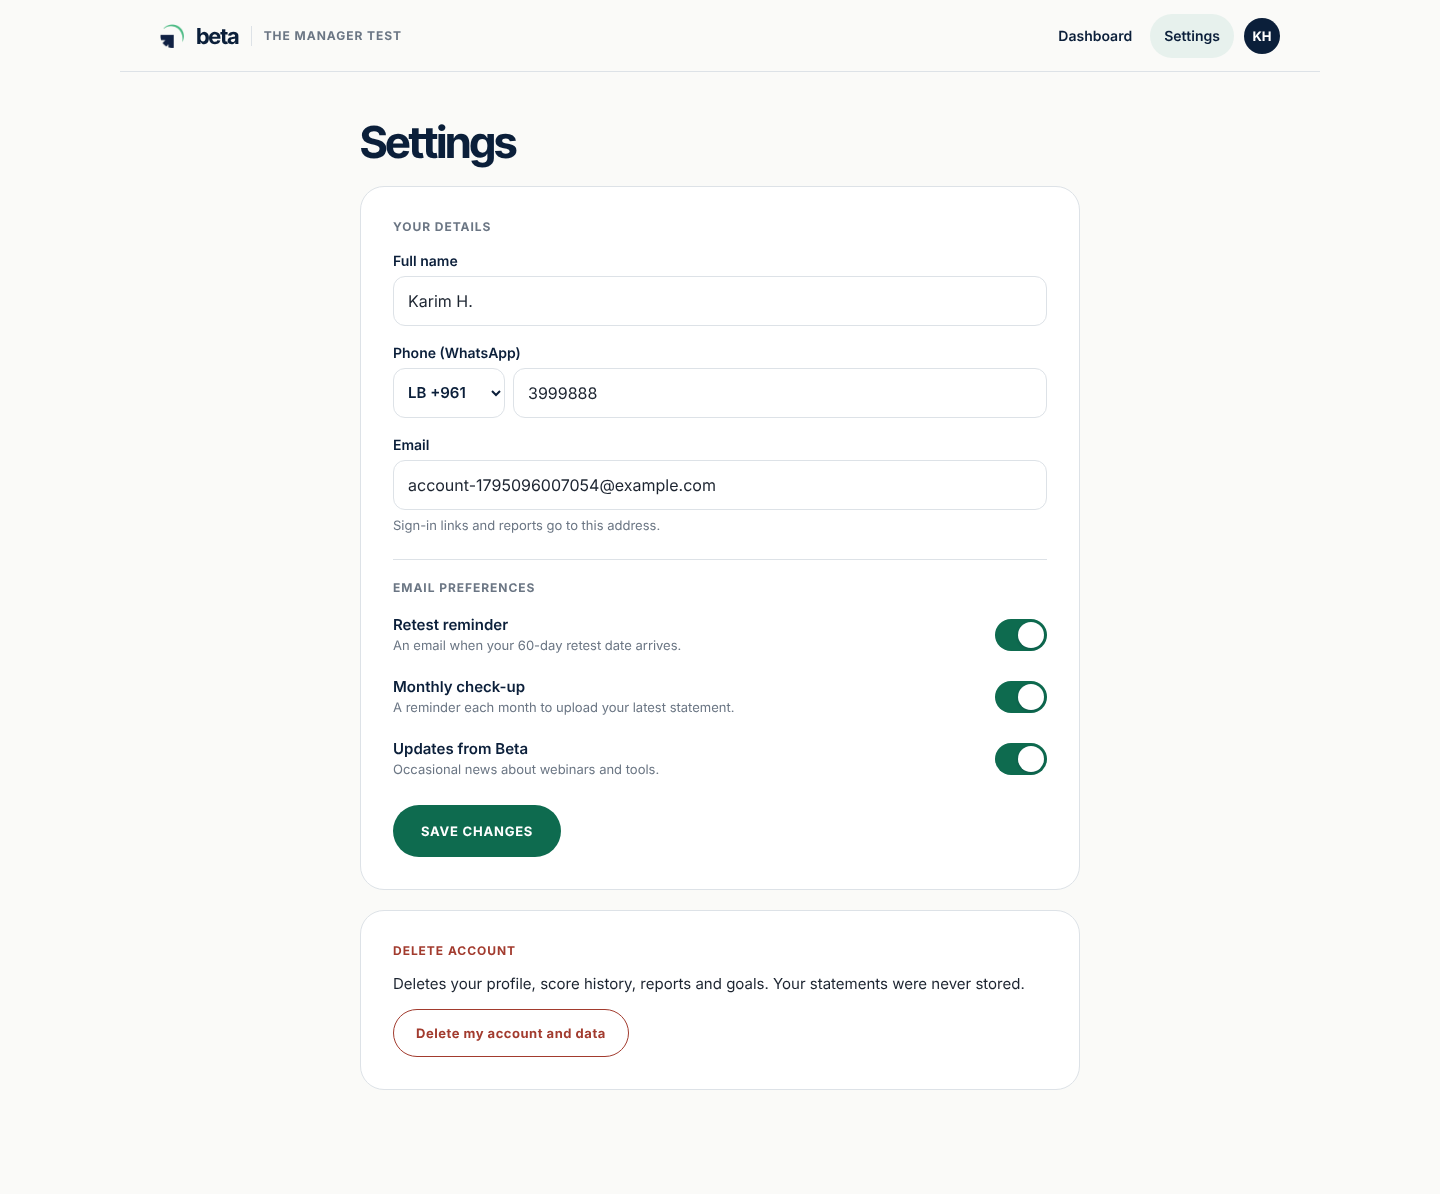 beta
THE MANAGER TEST
Dashboard
Settings
KH
Settings
YOUR DETAILS
Full name
Karim H.
Phone (WhatsApp)
LB +961
3999888
Email
account-1795096007054@example.com
Sign-in links and reports go to this address.
EMAIL PREFERENCES
Retest reminder
An email when your 60-day retest date arrives.
Monthly check-up
A reminder each month to upload your latest statement.
Updates from Beta
Occasional news about webinars and tools.
SAVE CHANGES
DELETE ACCOUNT
Deletes your profile, score history, reports and goals. Your statements were never stored.
Delete my account and data